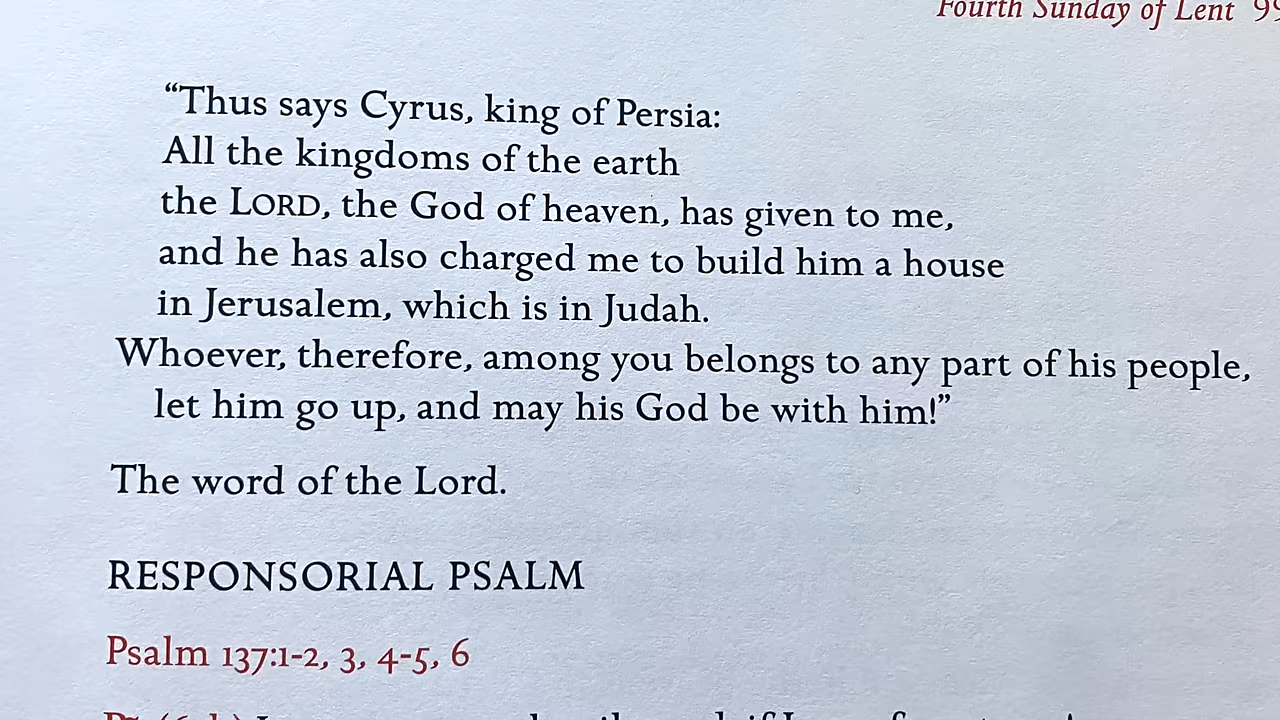 Fourth Sunday of Lent 99
“Thus says Cyrus, king of Persia:
All the kingdoms of the earth
the LORD, the God of heaven, has given to me,
and he has also charged me to build him a house
in Jerusalem, which is in Judah.
Whoever, therefore, among you belongs to any part of his people,
let him go up, and may his God be with him!”
The word of the Lord.
RESPONSORIAL PSALM
Psalm 137:1-2, 3, 4-5, 6